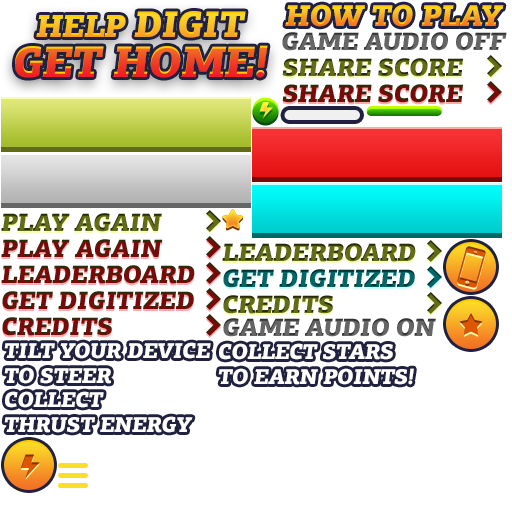 HELP DIGIT
GET HOME!
HOW TO PLAY
GAME AUDIO OFF
SHARE SCORE
SHARE SCORE
PLAY AGAIN
PLAY AGAIN
LEADERBOARD
GET DIGITIZED
CREDITS
LEADERBOARD
GET DIGITIZED
CREDITS
GAME AUDIO ON
TILT YOUR DEVICE
TO STEER
COLLECT
THRUST ENERGY
COLLECT STARS
TO EARN POINTS!